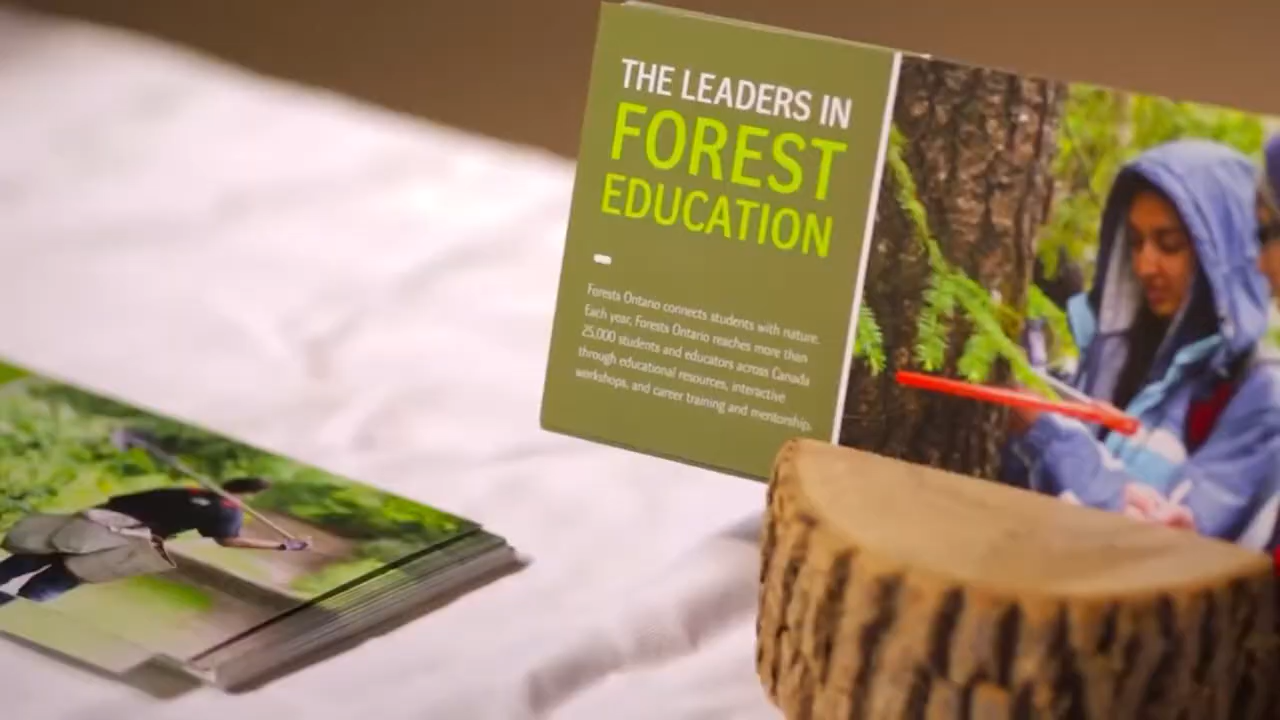 THE LEADERS IN
FOREST
EDUCATION
Forests Ontario connects students with nature.
Each year, Forests Ontario reaches more than
25,000 students and educators across Canada
through educational resources, interactive
workshops, and career training and mentorship.